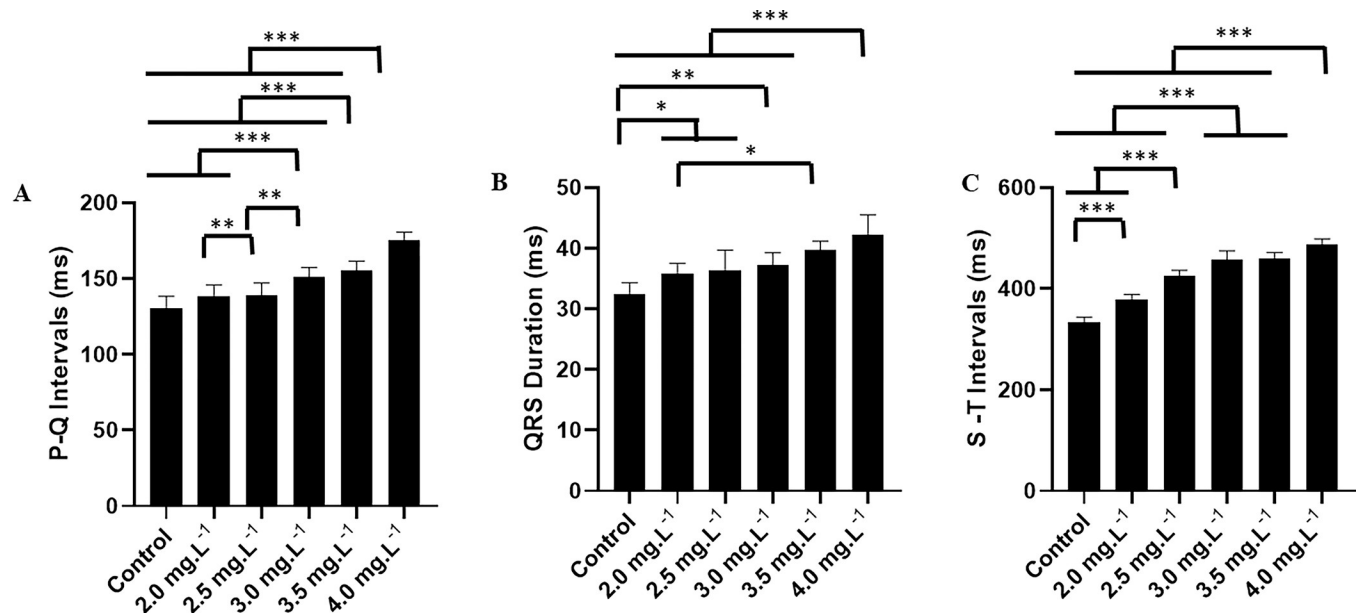 A
***
***
***
**
**
P-Q Intervals (ms)
200
150
100
50
0
Control
2.0 mg.L⁻¹
2.5 mg.L⁻¹
3.0 mg.L⁻¹
3.5 mg.L⁻¹
4.0 mg.L⁻¹
B
***
**
*
*
QRS Duration (ms)
50
40
30
20
10
0
Control
2.0 mg.L⁻¹
2.5 mg.L⁻¹
3.0 mg.L⁻¹
3.5 mg.L⁻¹
4.0 mg.L⁻¹
C
***
***
***
***
S -T Intervals (ms)
600
400
200
0
Control
2.0 mg.L⁻¹
2.5 mg.L⁻¹
3.0 mg.L⁻¹
3.5 mg.L⁻¹
4.0 mg.L⁻¹